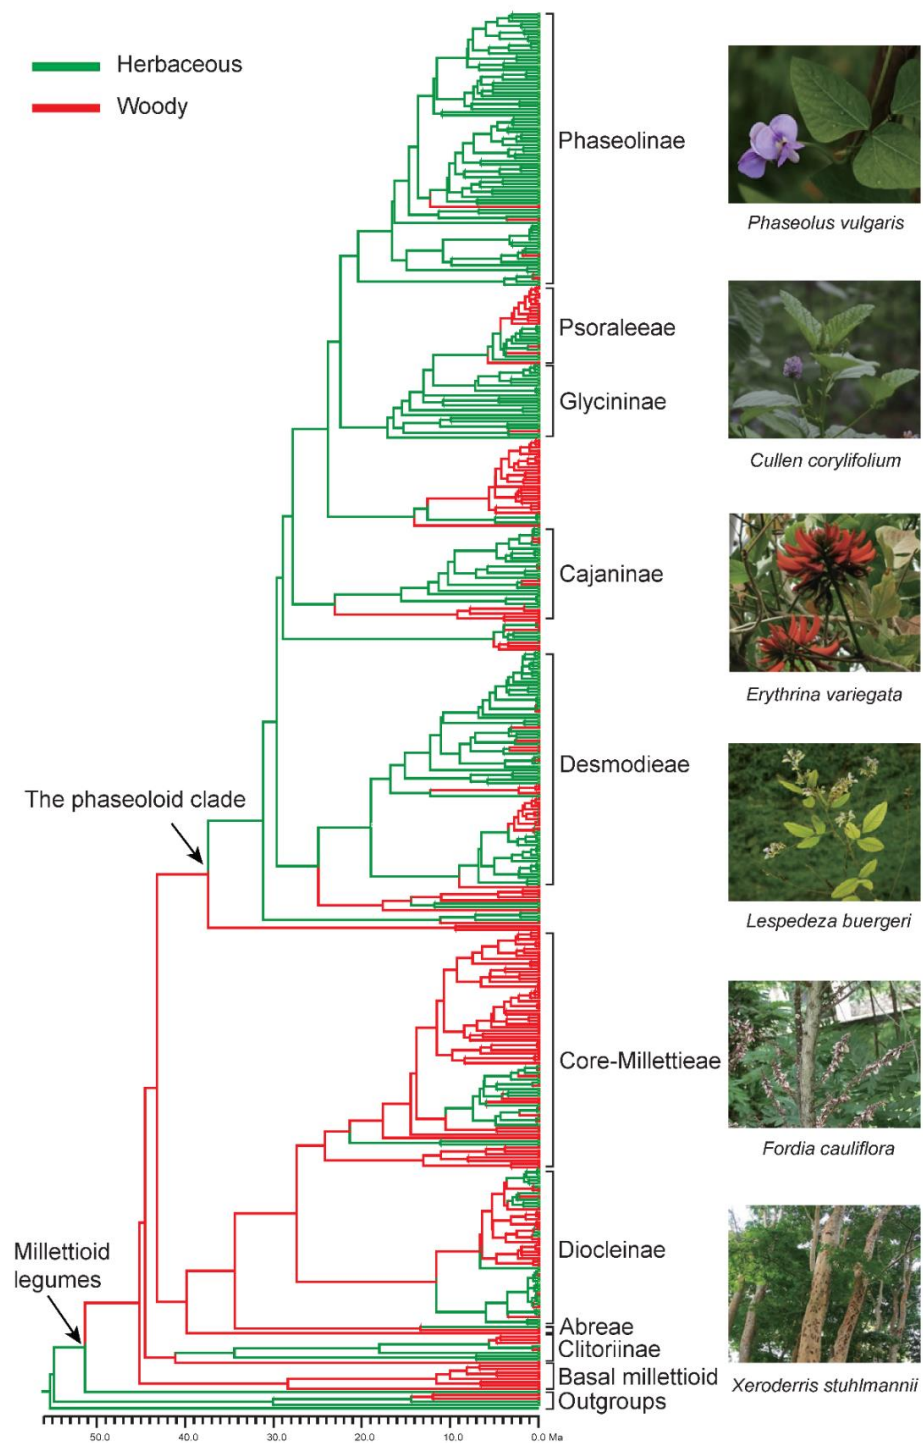 Herbaceous
Woody
Phaseolinae
Phaseolus vulgaris
Psoraleeae
Glycininae
Cullen corylifolium
Cajaninae
Erythrina variegata
Desmodieae
The phaseoloid clade
Lespedeza buergeri
Core-Millettieae
Fordia cauliflora
Diocleinae
Millettioid
legumes
Abreae
Clitoriinae
Basal millettioid
Xeroderris stuhlmannii
Outgroups
50.0 40.0 30.0 20.0 10.0 0.0 Ma